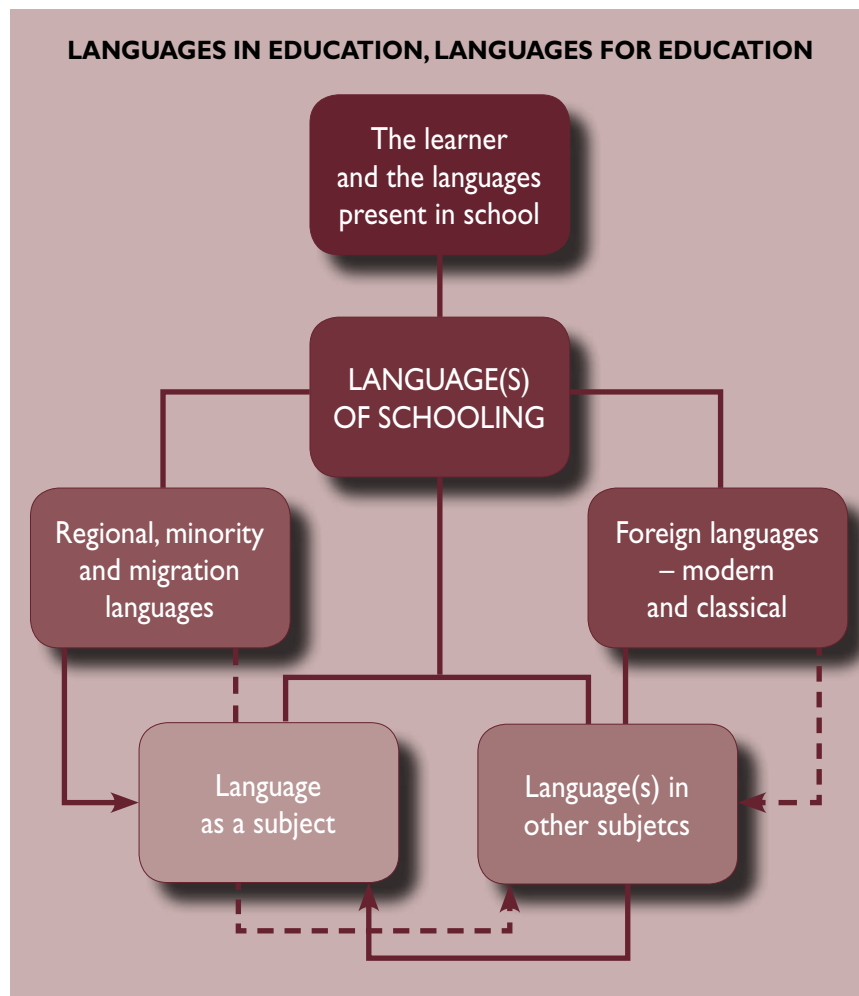 LANGUAGES IN EDUCATION, LANGUAGES FOR EDUCATION
The learner
and the languages
present in school
LANGUAGE(S)
OF SCHOOLING
Regional, minority
and migration
languages
Foreign languages
– modern
and classical
Language
as a subject
Language(s) in
other subjetcs